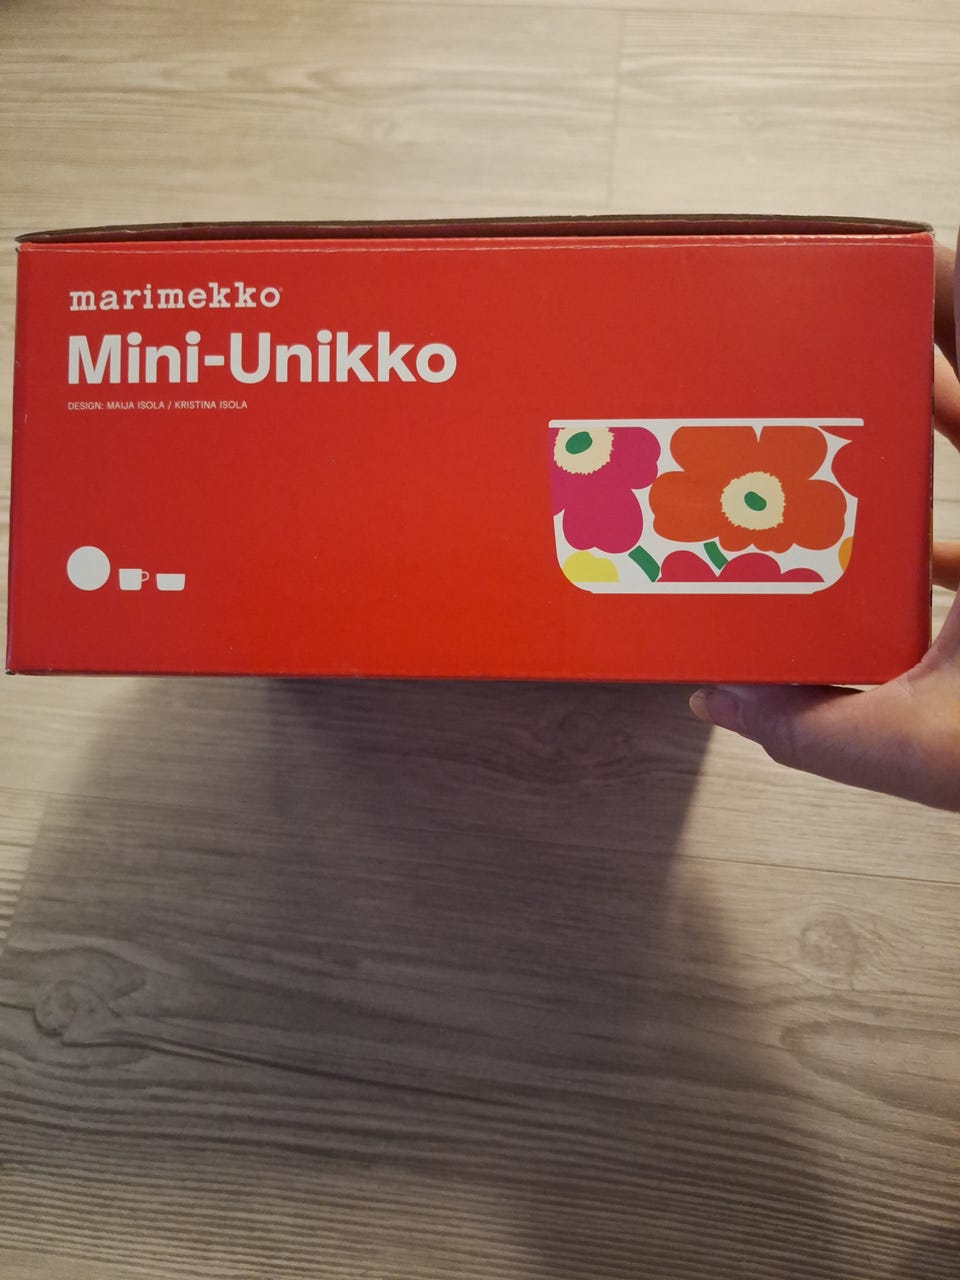 marimekko®
Mini-Unikko
DESIGN: MAIJA ISOLA / KRISTINA ISOLA